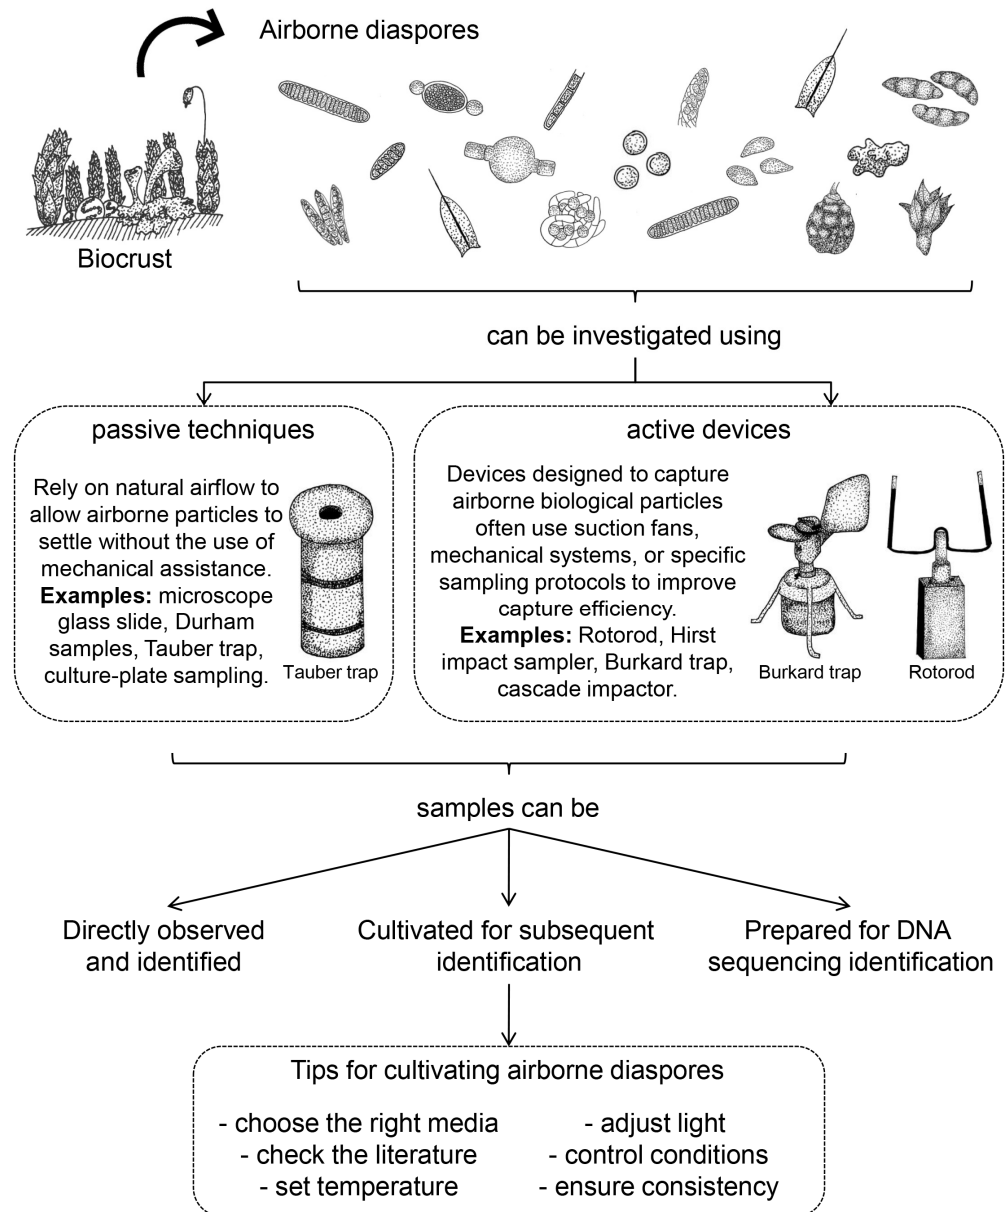 Airborne diaspores
Biocrust
can be investigated using
passive techniques
Rely on natural airflow to
allow airborne particles to
settle without the use of
mechanical assistance.
Examples: microscope
glass slide, Durham
samples, Tauber trap,
culture-plate sampling.
Tauber trap
active devices
Devices designed to capture
airborne biological particles
often use suction fans,
mechanical systems, or specific
sampling protocols to improve
capture efficiency.
Examples: Rotorod, Hirst
impact sampler, Burkard trap,
cascade impactor.
Burkard trap
Rotorod
samples can be
Directly observed
and identified
Cultivated for subsequent
identification
Prepared for DNA
sequencing identification
Tips for cultivating airborne diaspores
- choose the right media
- check the literature
- set temperature
- adjust light
- control conditions
- ensure consistency